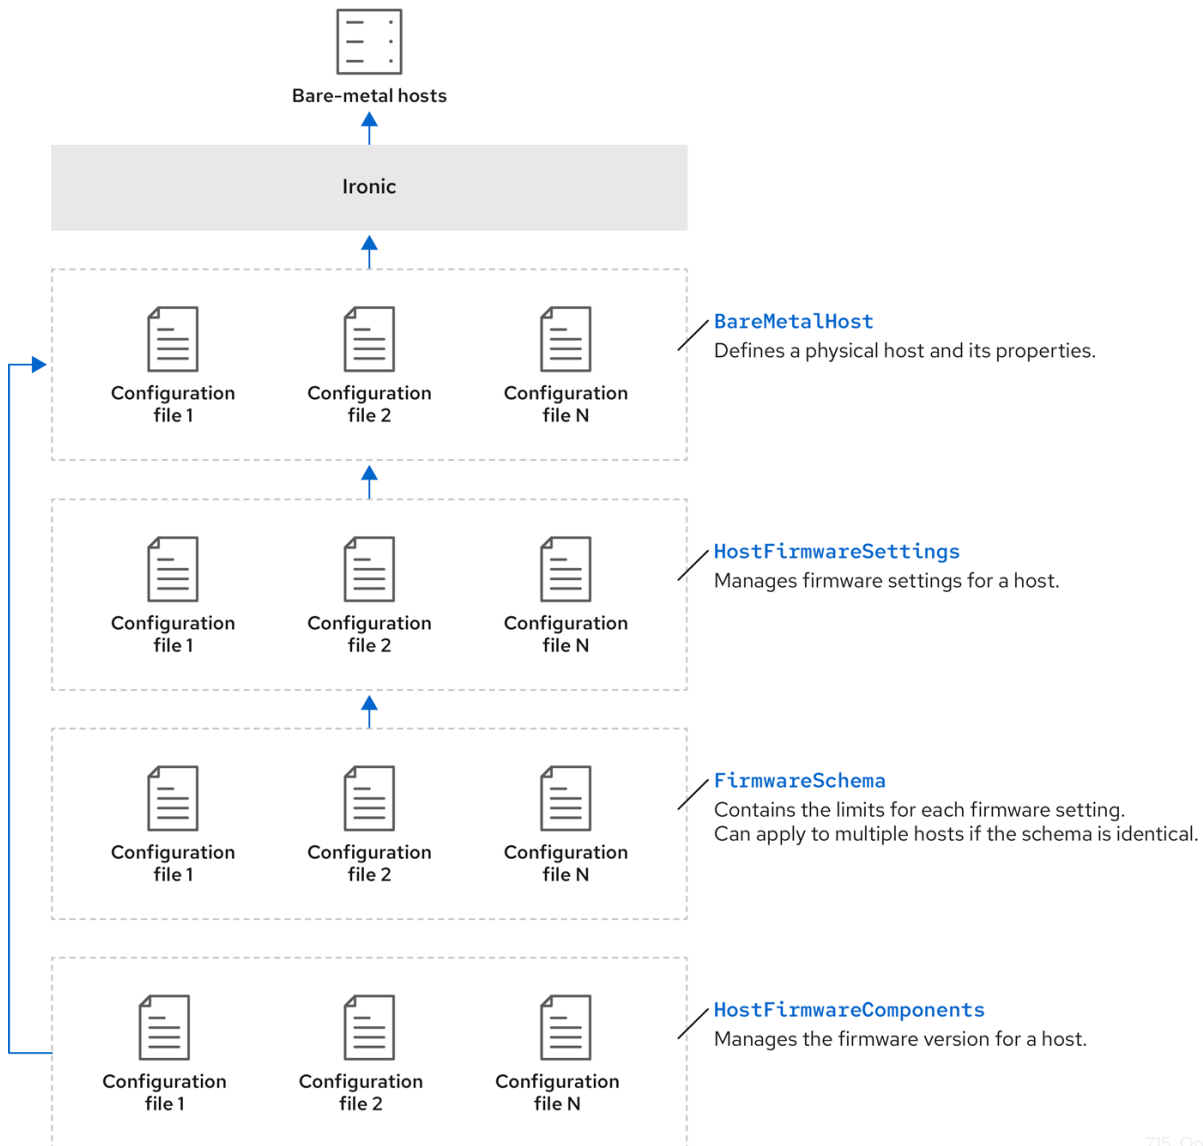 Bare-metal hosts
Ironic
BareMetalHost
Defines a physical host and its properties.
Configuration
file 1
Configuration
file 2
Configuration
file N
HostFirmwareSettings
Manages firmware settings for a host.
Configuration
file 1
Configuration
file 2
Configuration
file N
FirmwareSchema
Contains the limits for each firmware setting.
Can apply to multiple hosts if the schema is identical.
Configuration
file 1
Configuration
file 2
Configuration
file N
HostFirmwareComponents
Manages the firmware version for a host.
Configuration
file 1
Configuration
file 2
Configuration
file N